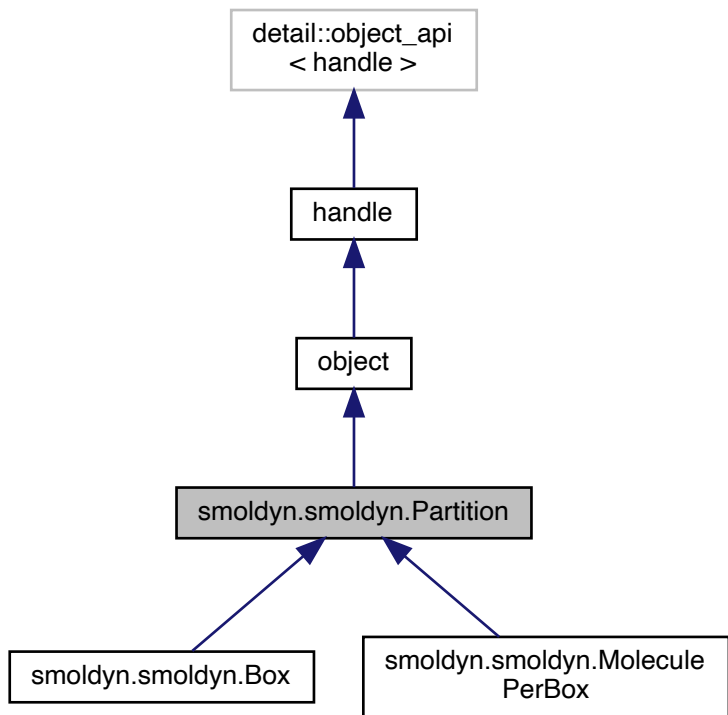 detail::object_api
< handle >
handle
object
smoldyn.smoldyn.Partition
smoldyn.smoldyn.Box
smoldyn.smoldyn.Molecule
PerBox